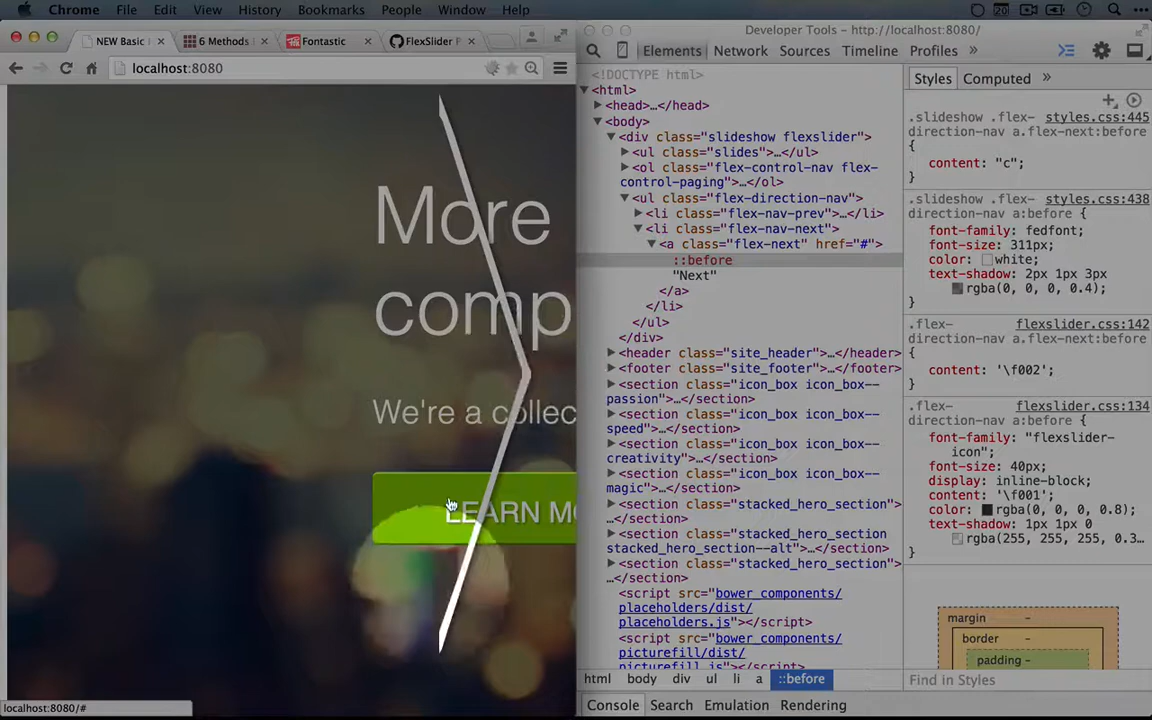 Chrome File Edit View History Bookmarks People Window Help
20
NEW Basic
6 Methods
Fontastic
FlexSlider P
localhost:8080
More
comp
We're a collec
LEARN MO
localhost:8080/#
Developer Tools - http://localhost:8080/
Elements Network Sources Timeline Profiles »
<!DOCTYPE html>
<html>
<head>…</head>
<body>
<div class="slideshow flexslider">
<ul class="slides">…</ul>
<ol class="flex-control-nav flex-
control-paging">…</ol>
<ul class="flex-direction-nav">
<li class="flex-nav-prev">…</li>
<li class="flex-nav-next">
<a class="flex-next" href="#">
::before
"Next"
</a>
</li>
</ul>
</div>
<header class="site_header">…</header>
<footer class="site_footer">…</footer>
<section class="icon_box icon_box--
passion">…</section>
<section class="icon_box icon_box--
speed">…</section>
<section class="icon_box icon_box--
creativity">…</section>
<section class="icon_box icon_box--
magic">…</section>
<section class="stacked_hero_section">
…</section>
<section class="stacked_hero_section
stacked_hero_section--alt">…</section>
<section class="stacked_hero_section">
…</section>
<script src="bower_components/
placeholders/dist/
placeholders.js"></script>
<script src="bower_components/
picturefill/dist/
picturefill.js"></script>
html body div ul li a ::before
Console Search Emulation Rendering
Styles Computed »
.slideshow .flex- styles.css:445
direction-nav a.flex-next:before
{
content: "c";
}
.slideshow .flex- styles.css:438
direction-nav a:before {
font-family: fedfont;
font-size: 311px;
color: white;
text-shadow: 2px 1px 3px
rgba(0, 0, 0, 0.4);
}
.flex- flexslider.css:142
direction-nav a.flex-next:before
{
content: '\f002';
}
.flex- flexslider.css:134
direction-nav a:before {
font-family: "flexslider-
icon";
font-size: 40px;
display: inline-block;
content: '\f001';
color: rgba(0, 0, 0, 0.8);
text-shadow: 1px 1px 0
rgba(255, 255, 255, 0.3…
}
margin -
border -
padding -
Find in Styles